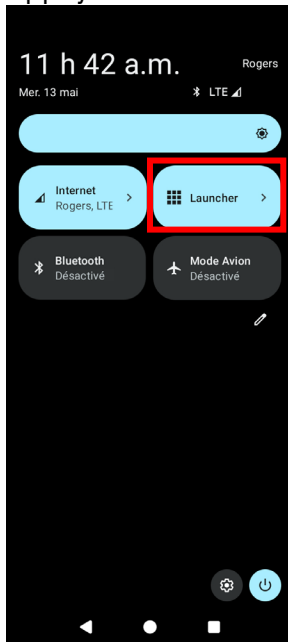 11 h 42 a.m.
Rogers
Mer. 13 mai
LTE
Internet
Rogers, LTE
Launcher
Bluetooth
Désactivé
Mode Avion
Désactivé